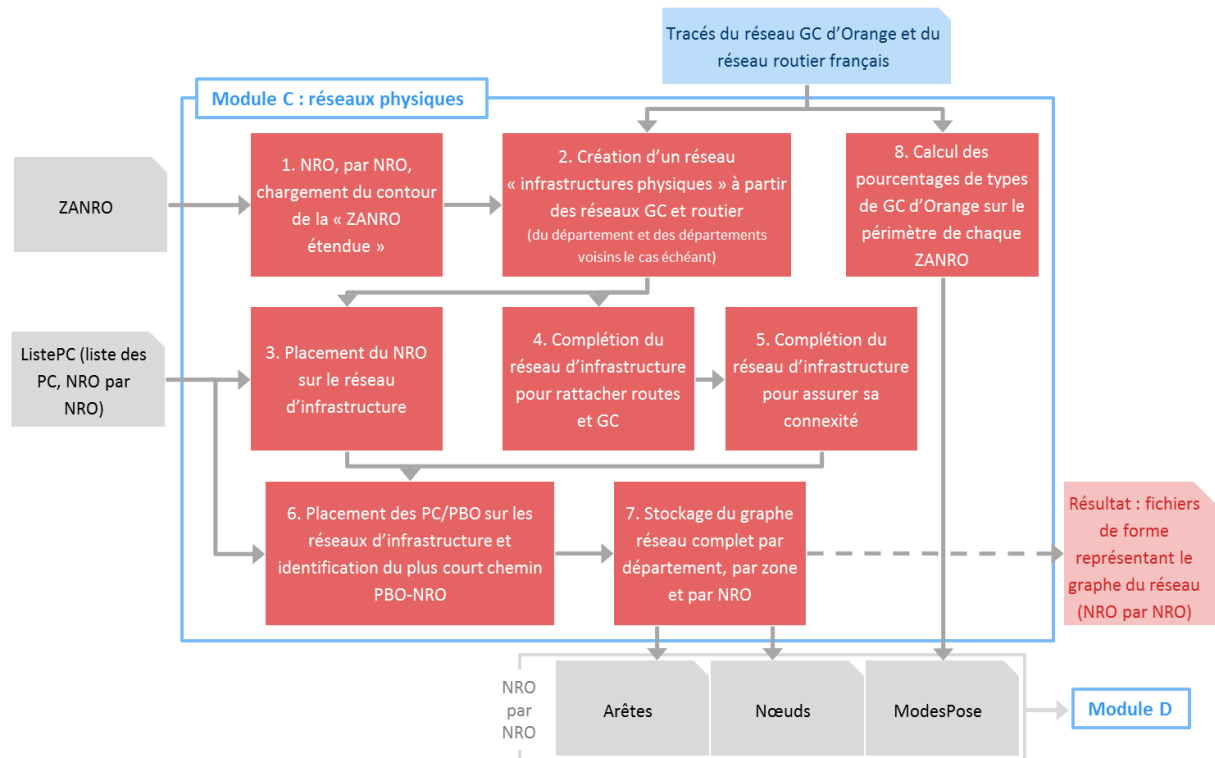 Tracés du réseau GC d'Orange et du
réseau routier français
Module C : réseaux physiques
ZANRO
1. NRO, par NRO,
chargement du contour
de la « ZANRO
étendue »
2. Création d'un réseau
« infrastructures physiques » à partir
des réseaux GC et routier
(du département et des départements
voisins le cas échéant)
8. Calcul des
pourcentages de types
de GC d'Orange sur le
périmètre de chaque
ZANRO
ListePC (liste des
PC, NRO par
NRO)
3. Placement du NRO
sur le réseau
d'infrastructure
4. Complétion du
réseau d'infrastructure
pour rattacher routes
et GC
5. Complétion du
réseau d'infrastructure
pour assurer sa
connexité
6. Placement des PC/PBO sur les
réseaux d'infrastructure et
identification du plus court chemin
PBO-NRO
7. Stockage du graphe
réseau complet par
département, par zone
et par NRO
Résultat : fichiers
de forme
représentant le
graphe du réseau
(NRO par NRO)
NRO
par
NRO
Arêtes
Nœuds
ModesPose
Module D